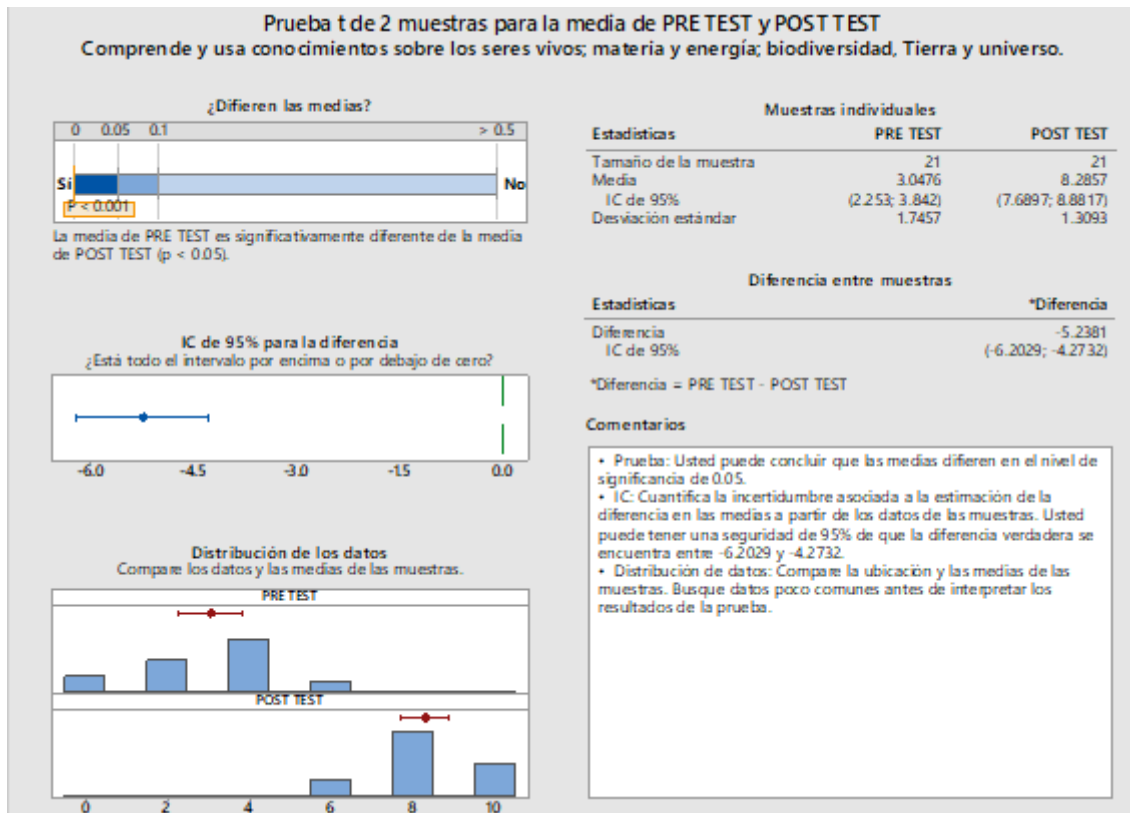 Prueba t de 2 muestras para la media de PRE TEST y POST TEST
Comprende y usa conocimientos sobre los seres vivos; materia y energía; biodiversidad, Tierra y universo.
¿Difieren las medias?
0 0.05 0.1 > 0.5
Sí No
P < 0.001
La media de PRE TEST es significativamente diferente de la media
de POST TEST (p < 0.05).
IC de 95% para la diferencia
¿Está todo el intervalo por encima o por debajo de cero?
-6.0 -4.5 -3.0 -1.5 0.0
Distribución de los datos
Compare los datos y las medias de las muestras.
PRE TEST
POST TEST
0 2 4 6 8 10
Muestras individuales
Estadísticas PRE TEST POST TEST
Tamaño de la muestra 21 21
Media 3.0476 8.2857
IC de 95% (2.253; 3.842) (7.6897; 8.8817)
Desviación estándar 1.7457 1.3093
Diferencia entre muestras
Estadísticas *Diferencia
Diferencia -5.2381
IC de 95% (-6.2029; -4.2732)
*Diferencia = PRE TEST - POST TEST
Comentarios
• Prueba: Usted puede concluir que las medias difieren en el nivel de
significancia de 0.05.
• IC: Cuantifica la incertidumbre asociada a la estimación de la
diferencia en las medias a partir de los datos de las muestras. Usted
puede tener una seguridad de 95% de que la diferencia verdadera se
encuentra entre -6.2029 y -4.2732.
• Distribución de datos: Compare la ubicación y las medias de las
muestras. Busque datos poco comunes antes de interpretar los
resultados de la prueba.